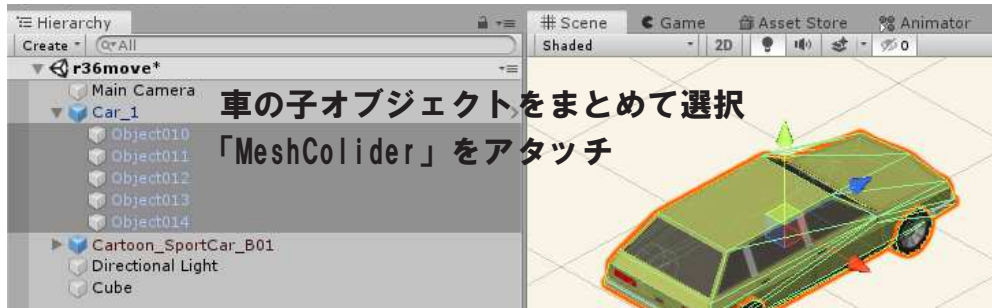 Hierarchy
Create
All
r36move*
Main Camera
Car_1
Object010
Object011
Object012
Object013
Object014
Cartoon_SportCar_B01
Directional Light
Cube
車の子オブジェクトをまとめて選択
「MeshColider」をアタッチ
Scene
Game
Asset Store
Animator
Shaded
2D
0